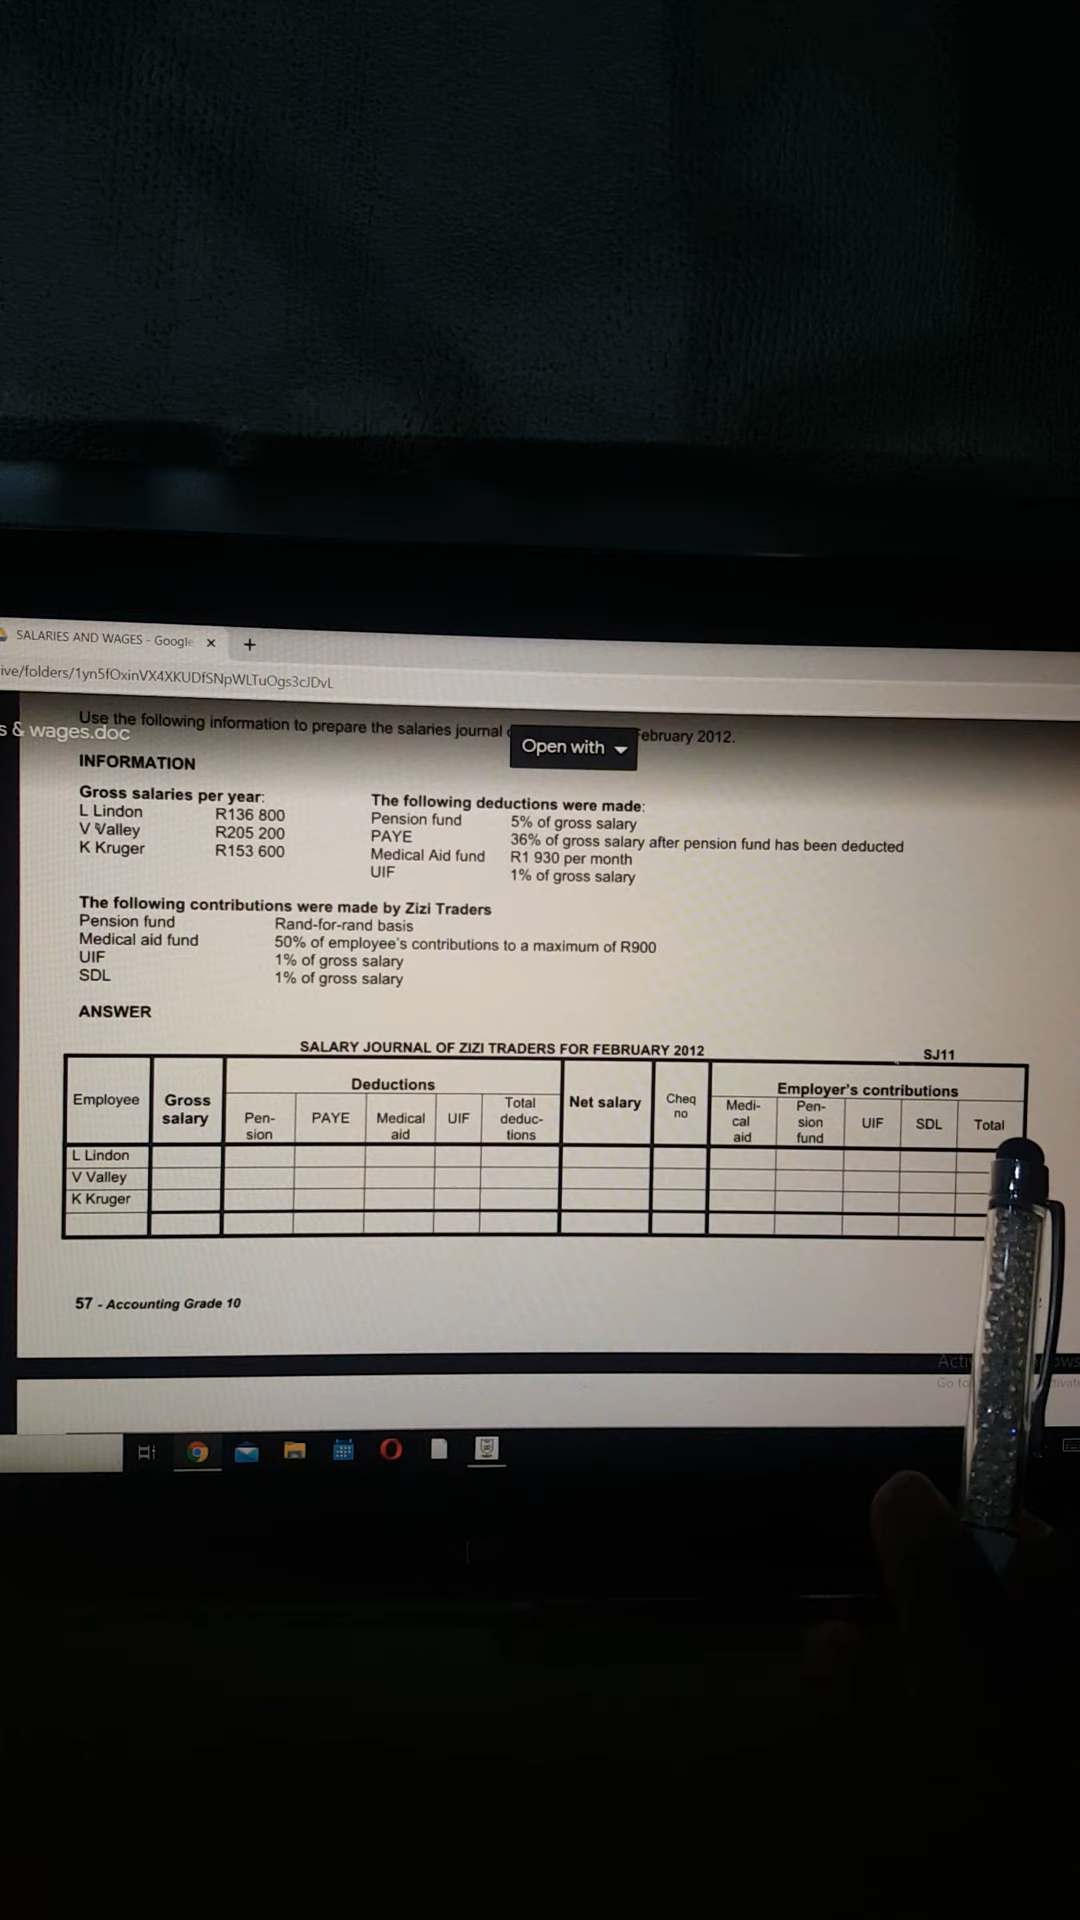 SALARIES AND WAGES - Google × +
ive/folders/1yn5fOxinVX4XKUDfSNpWLTuOgs3cJDvL
s & wages.doc
Use the following information to prepare the salaries journal
Open with
ebruary 2012.
INFORMATION
Gross salaries per year:
L Lindon R136 800
V Valley R205 200
K Kruger R153 600
The following deductions were made:
Pension fund 5% of gross salary
PAYE 36% of gross salary after pension fund has been deducted
Medical Aid fund R1 930 per month
UIF 1% of gross salary
The following contributions were made by Zizi Traders
Pension fund Rand-for-rand basis
Medical aid fund 50% of employee's contributions to a maximum of R900
UIF 1% of gross salary
SDL 1% of gross salary
ANSWER
SALARY JOURNAL OF ZIZI TRADERS FOR FEBRUARY 2012 SJ11
Employee
Gross
salary
Deductions
Pen-
sion
PAYE
Medical
aid
UIF
Total
deduc-
tions
Net salary
Cheq
no
Employer's contributions
Medi-
cal
aid
Pen-
sion
fund
UIF
SDL
Total
L Lindon
V Valley
K Kruger
57 - Accounting Grade 10
Acti
Go to